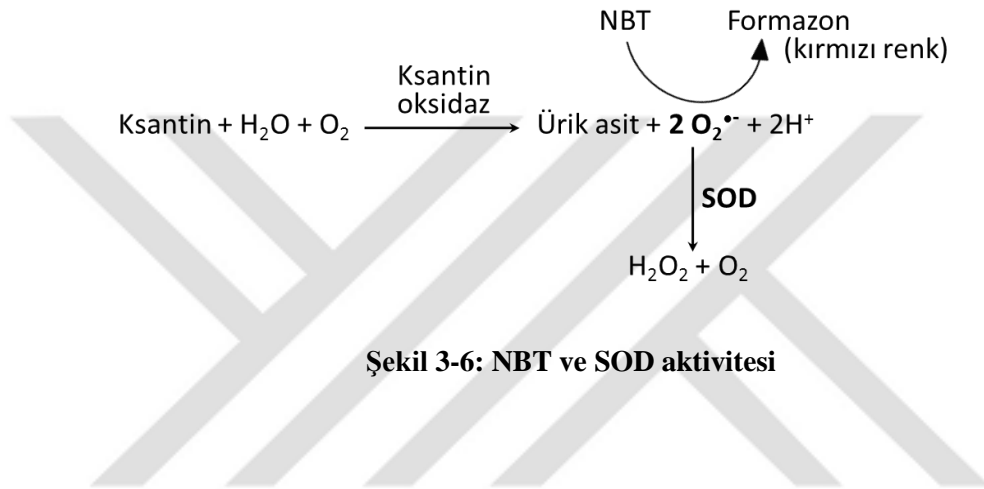 NBT Formazon
(kırmızı renk)
Ksantin
oksidaz
Ksantin + H₂O + O₂ Ürik asit + 2 O₂•- + 2H⁺
SOD
H₂O₂ + O₂
Şekil 3-6: NBT ve SOD aktivitesi